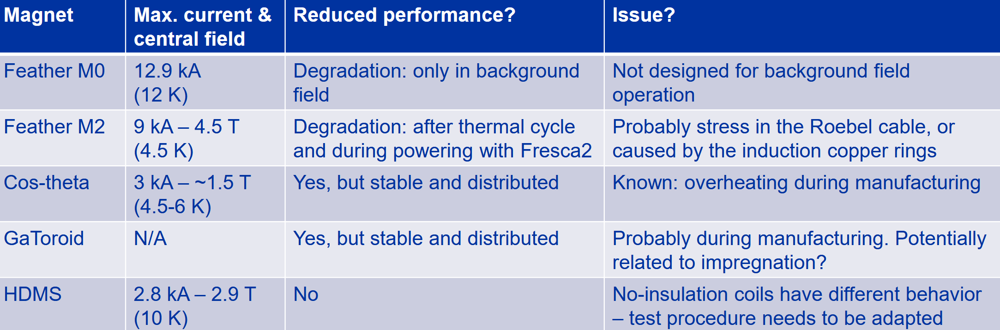 Magnet
Max. current &
central field
Reduced performance?
Issue?
Feather M0
12.9 kA
(12 K)
Degradation: only in background
field
Not designed for background field
operation
Feather M2
9 kA – 4.5 T
(4.5 K)
Degradation: after thermal cycle
and during powering with Fresca2
Probably stress in the Roebel cable, or
caused by the induction copper rings
Cos-theta
3 kA – ~1.5 T
(4.5-6 K)
Yes, but stable and distributed
Known: overheating during manufacturing
GaToroid
N/A
Yes, but stable and distributed
Probably during manufacturing. Potentially
related to impregnation?
HDMS
2.8 kA – 2.9 T
(10 K)
No
No-insulation coils have different behavior
– test procedure needs to be adapted